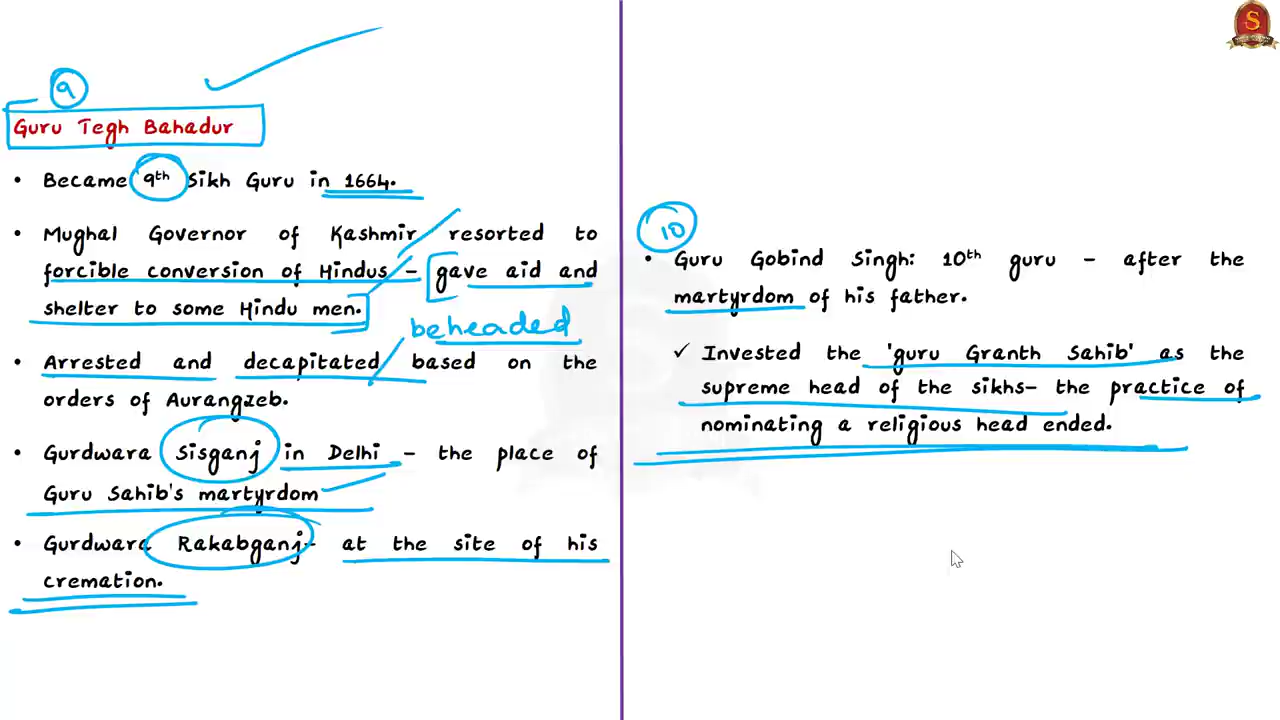 9
Guru Tegh Bahadur
• Became 9th Sikh Guru in 1664.
• Mughal Governor of Kashmir resorted to
forcible conversion of Hindus - gave aid and
shelter to some Hindu men.
beheaded
• Arrested and decapitated based on the
orders of Aurangzeb.
• Gurdwara Sisganj in Delhi - the place of
Guru Sahib's martyrdom
• Gurdwara Rakabganj- at the site of his
cremation.
10
• Guru Gobind Singh: 10th guru - after the
martyrdom of his father.
✓ Invested the 'guru Granth Sahib' as the
supreme head of the sikhs- the practice of
nominating a religious head ended.
S